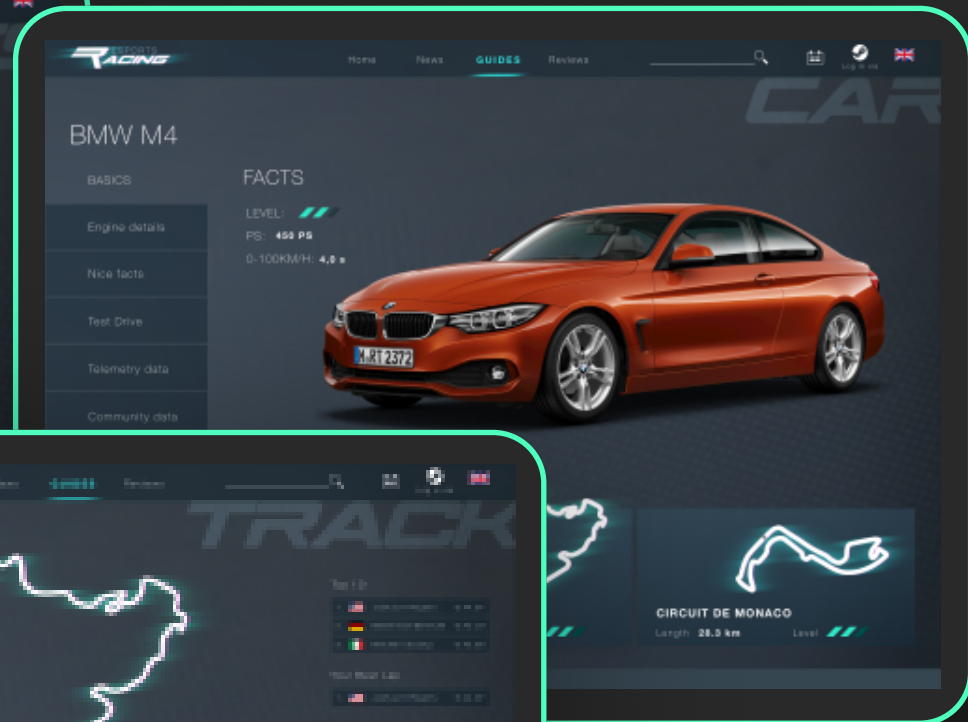 ESPORTS
RACING
Home News GUIDES Reviews
Log in via
CAR
BMW M4
BASICS
Engine details
Nice facts
Test Drive
Telemetry data
Community data
FACTS
LEVEL:
PS: 450 PS
0-100KM/H: 4,0 s
M RT 2372
CIRCUIT DE MONACO
Length 28.3 km Level
GUIDES Reviews
TRACK
Top 10: